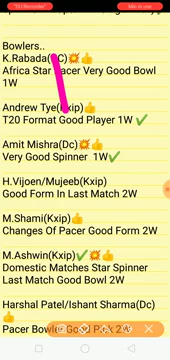 Bowlers..
K.Rabada(DC)💥👍
Africa Star Pacer Very Good Bowl
1W
Andrew Tye(Kxip)👍
T20 Format Good Player 1W ✔
Amit Mishra(Dc)💥👍
Very Good Spinner 1W✔
H.Vijoen/Mujeeb(Kxip)
Good Form In Last Match 2W
M.Shami(Kxip)👍
Changes Of Pacer Good Form 2W
M.Ashwin(Kxip)✔💥👍
Domestic Matches Star Spinner
Last Match Good Bowl 2W
Harshal Patel/Ishant Sharma(Dc)
👍
Pacer Bowler Good Pick 2W